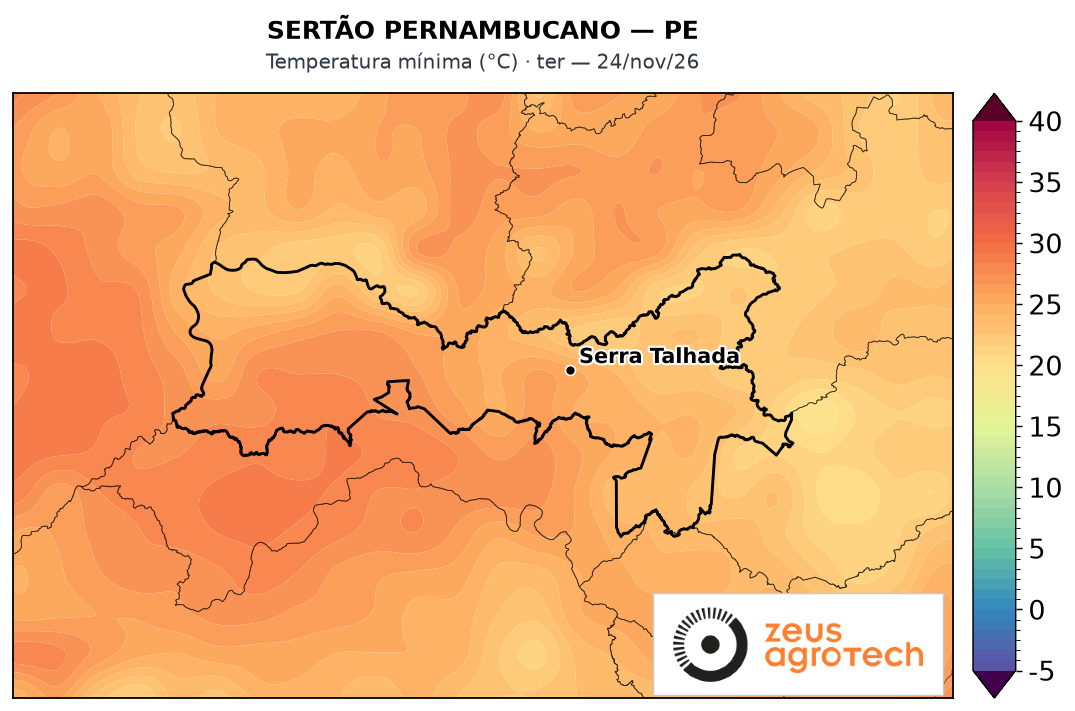 SERTÃO PERNAMBUCANO — PE
Temperatura mínima (°C) · ter — 24/nov/26
Serra Talhada
40
35
30
25
20
15
10
5
0
-5
zeus
agrotech